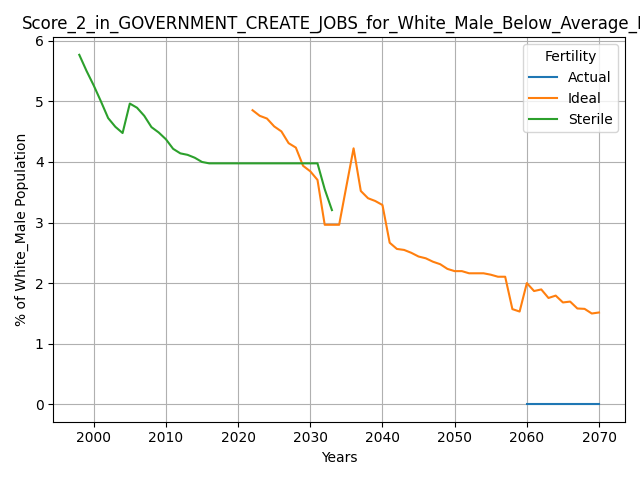 Score_2_in_GOVERNMENT_CREATE_JOBS_for_White_Male_Below_Average_
Fertility
Actual
Ideal
Sterile
% of White_Male Population
6
5
4
3
2
1
0
2000 2010 2020 2030 2040 2050 2060 2070
Years